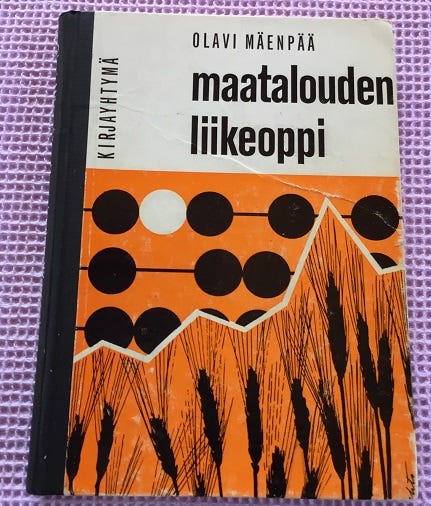 OLAVI MÄENPÄÄ
maatalouden
liikeoppi
KIRJAYHTYMÄ